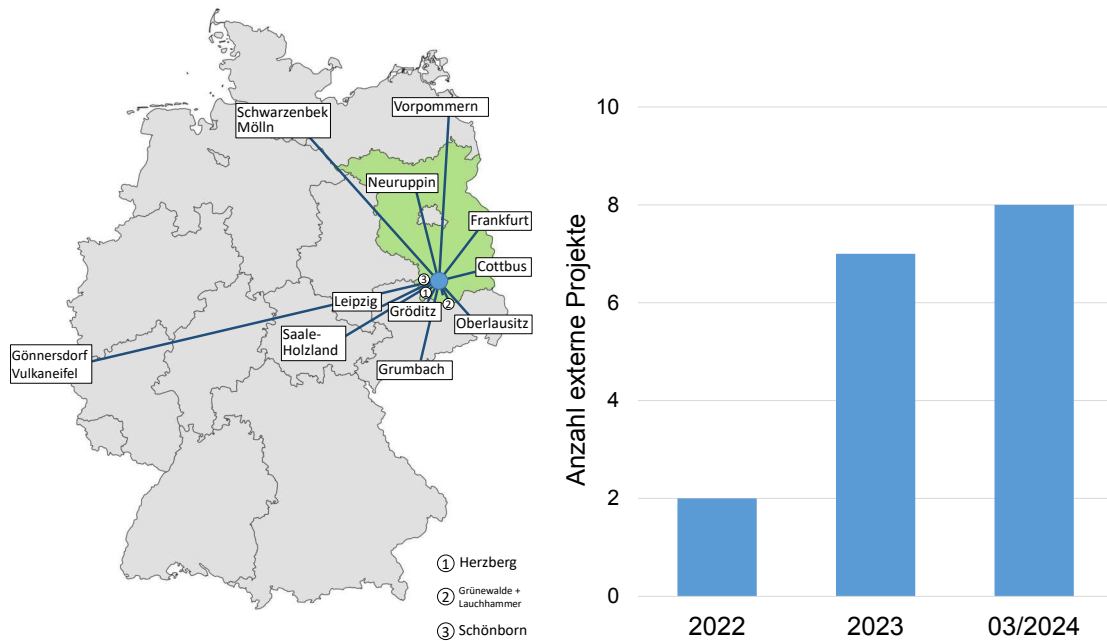 Schwarzenbek
Mölln
Vorpommern
Neuruppin
Frankfurt
Cottbus
Leipzig
Gröditz
Oberlausitz
Saale-
Holzland
Gönnersdorf
Vulkaneifel
Grumbach
3
1
2
1 Herzberg
2 Grünewalde +
Lauchhammer
3 Schönborn
Anzahl externe Projekte
10
8
6
4
2
0
2022
2023
03/2024